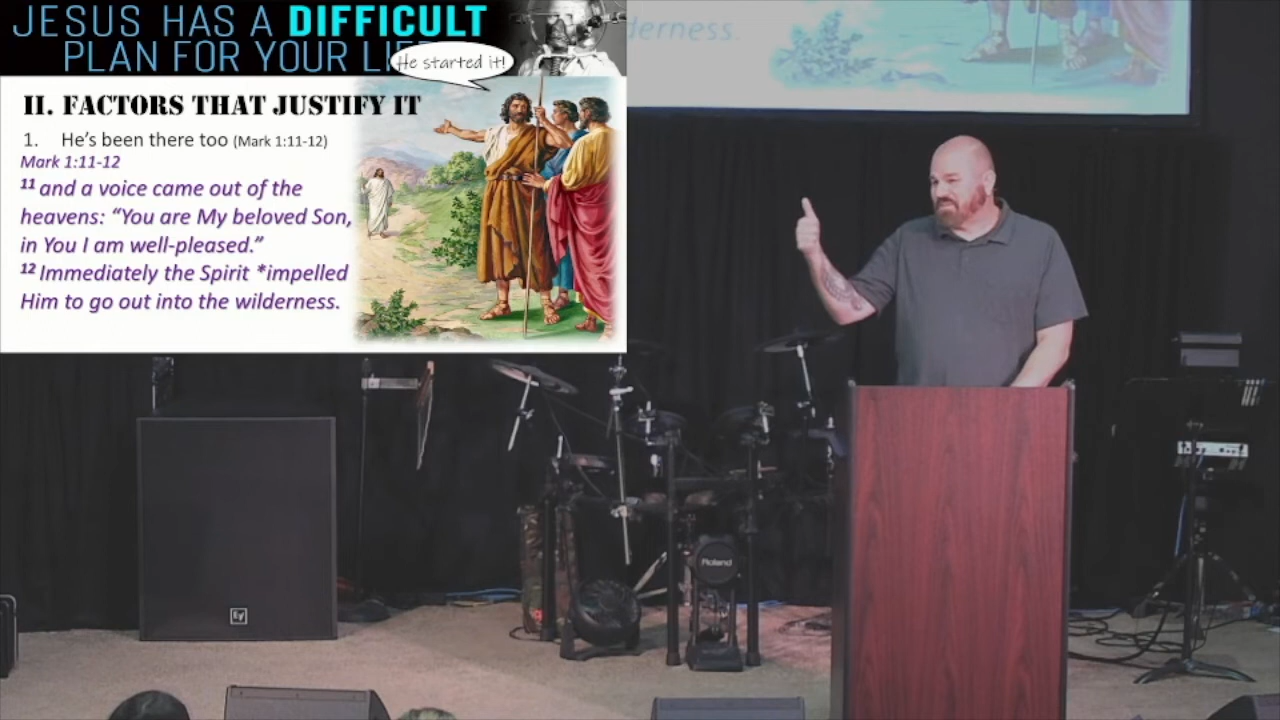 JESUS HAS A DIFFICULT
PLAN FOR YOUR
He started it!
II. FACTORS THAT JUSTIFY IT
1. He's been there too (Mark 1:11-12)
Mark 1:11-12
11 and a voice came out of the
heavens: “You are My beloved Son,
in You I am well-pleased.”
12 Immediately the Spirit *impelled
Him to go out into the wilderness.
derness.
Roland
EV